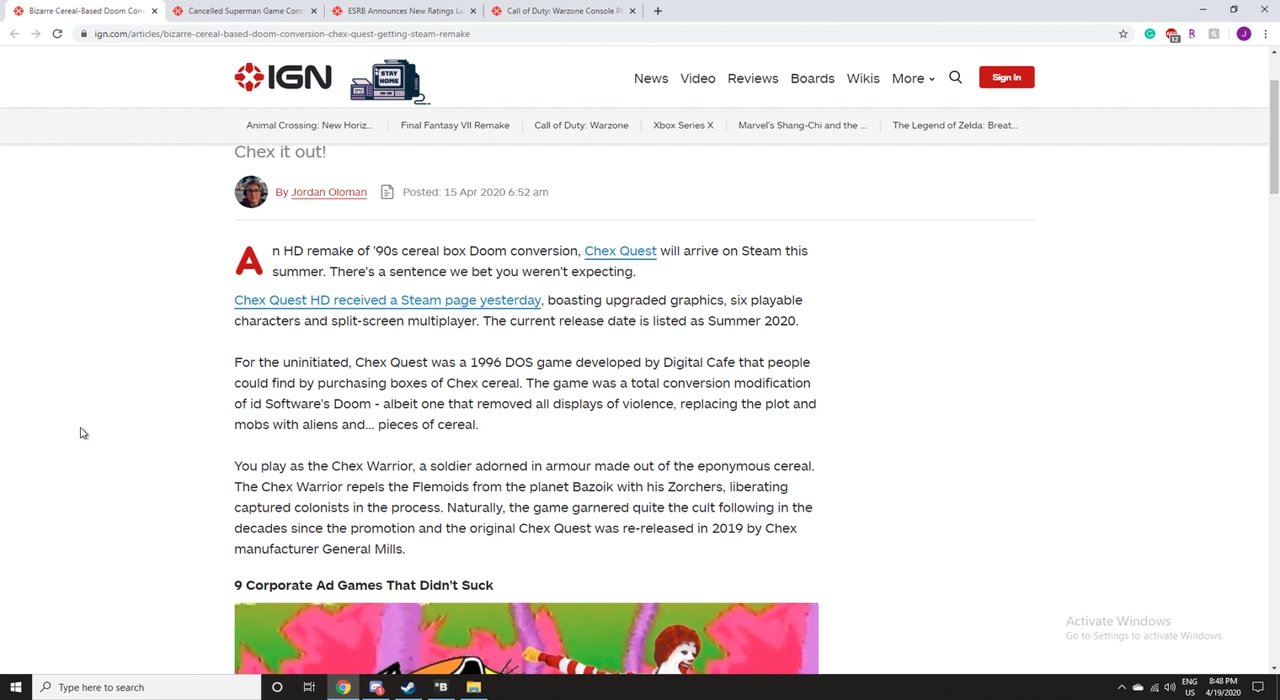 Bizarre Cereal-Based Doom Con
Cancelled Superman Game Conc
ESRB Announces New Ratings La
Call of Duty: Warzone Console Pl
ign.com/articles/bizarre-cereal-based-doom-conversion-chex-quest-getting-steam-remake
12
R
J
IGN
STAY HOME
News Video Reviews Boards Wikis More
Sign In
Animal Crossing: New Horiz... Final Fantasy VII Remake Call of Duty: Warzone Xbox Series X Marvel's Shang-Chi and the ... The Legend of Zelda: Breat...
Chex it out!
By Jordan Oloman Posted: 15 Apr 2020 6:52 am
An HD remake of '90s cereal box Doom conversion, Chex Quest will arrive on Steam this
summer. There's a sentence we bet you weren't expecting.
Chex Quest HD received a Steam page yesterday, boasting upgraded graphics, six playable
characters and split-screen multiplayer. The current release date is listed as Summer 2020.
For the uninitiated, Chex Quest was a 1996 DOS game developed by Digital Cafe that people
could find by purchasing boxes of Chex cereal. The game was a total conversion modification
of id Software's Doom - albeit one that removed all displays of violence, replacing the plot and
mobs with aliens and... pieces of cereal.
You play as the Chex Warrior, a soldier adorned in armour made out of the eponymous cereal.
The Chex Warrior repels the Flemoids from the planet Bazoik with his Zorchers, liberating
captured colonists in the process. Naturally, the game garnered quite the cult following in the
decades since the promotion and the original Chex Quest was re-released in 2019 by Chex
manufacturer General Mills.
9 Corporate Ad Games That Didn't Suck
Activate Windows
Go to Settings to activate Windows.
Type here to search
ENG
US
8:48 PM
4/19/2020